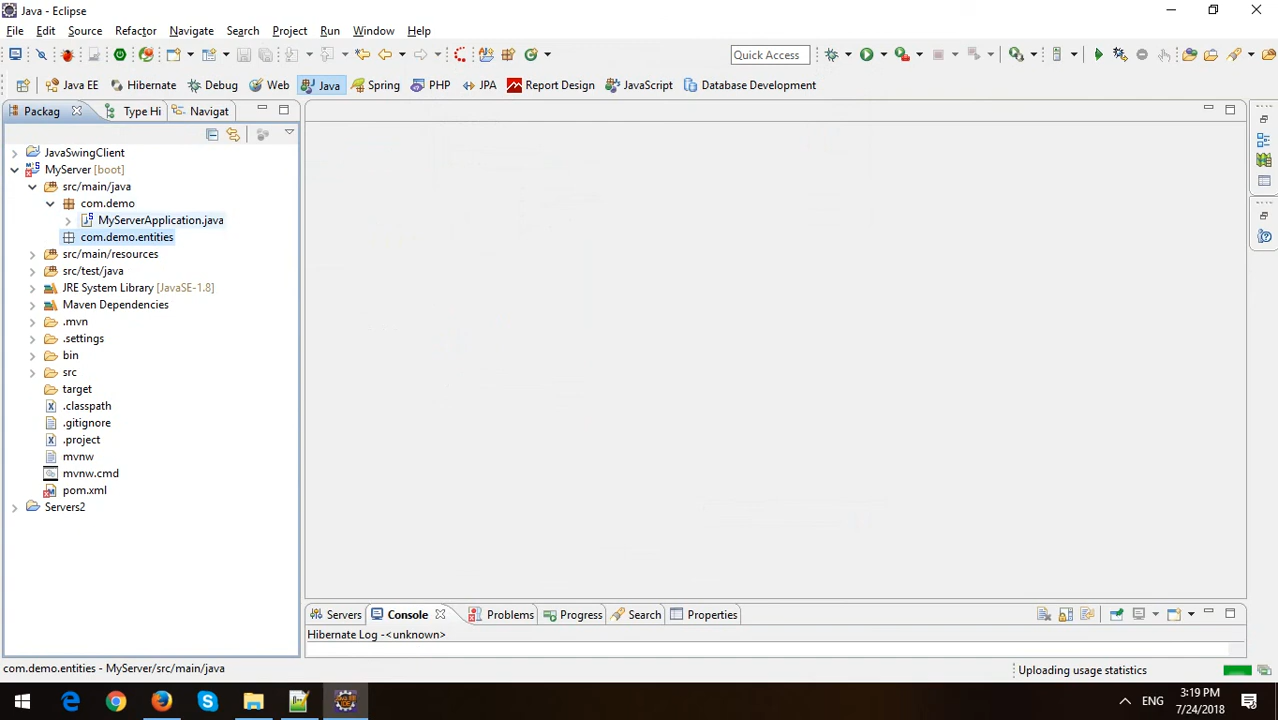 Java - Eclipse
File Edit Source Refactor Navigate Search Project Run Window Help
Quick Access
Java EE Hibernate Debug Web Java Spring PHP JPA Report Design JavaScript Database Development
Packag Type Hi Navigat
JavaSwingClient
MyServer [boot]
src/main/java
com.demo
MyServerApplication.java
com.demo.entities
src/main/resources
src/test/java
JRE System Library [JavaSE-1.8]
Maven Dependencies
.mvn
.settings
bin
src
target
.classpath
.gitignore
.project
mvnw
mvnw.cmd
pom.xml
Servers2
Servers Console Problems Progress Search Properties
Hibernate Log -<unknown>
com.demo.entities - MyServer/src/main/java
Uploading usage statistics
ENG
3:19 PM
7/24/2018